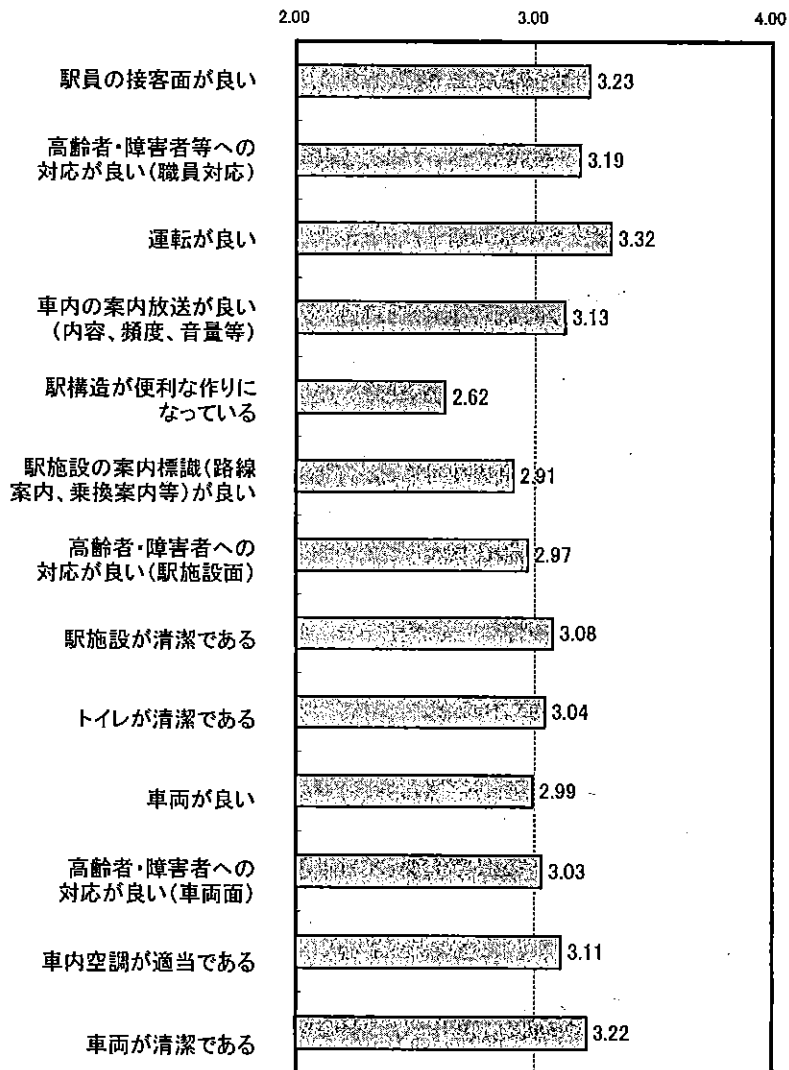 2.00 3.00 4.00
駅員の接客面が良い 3.23
高齢者・障害者等への
対応が良い(職員対応) 3.19
運転が良い 3.32
車内の案内放送が良い
(内容、頻度、音量等) 3.13
駅構造が便利な作りに
なっている 2.62
駅施設の案内標識(路線
案内、乗換案内等)が良い 2.91
高齢者・障害者への
対応が良い(駅施設面) 2.97
駅施設が清潔である 3.08
トイレが清潔である 3.04
車両が良い 2.99
高齢者・障害者への
対応が良い(車両面) 3.03
車内空調が適当である 3.11
車両が清潔である 3.22